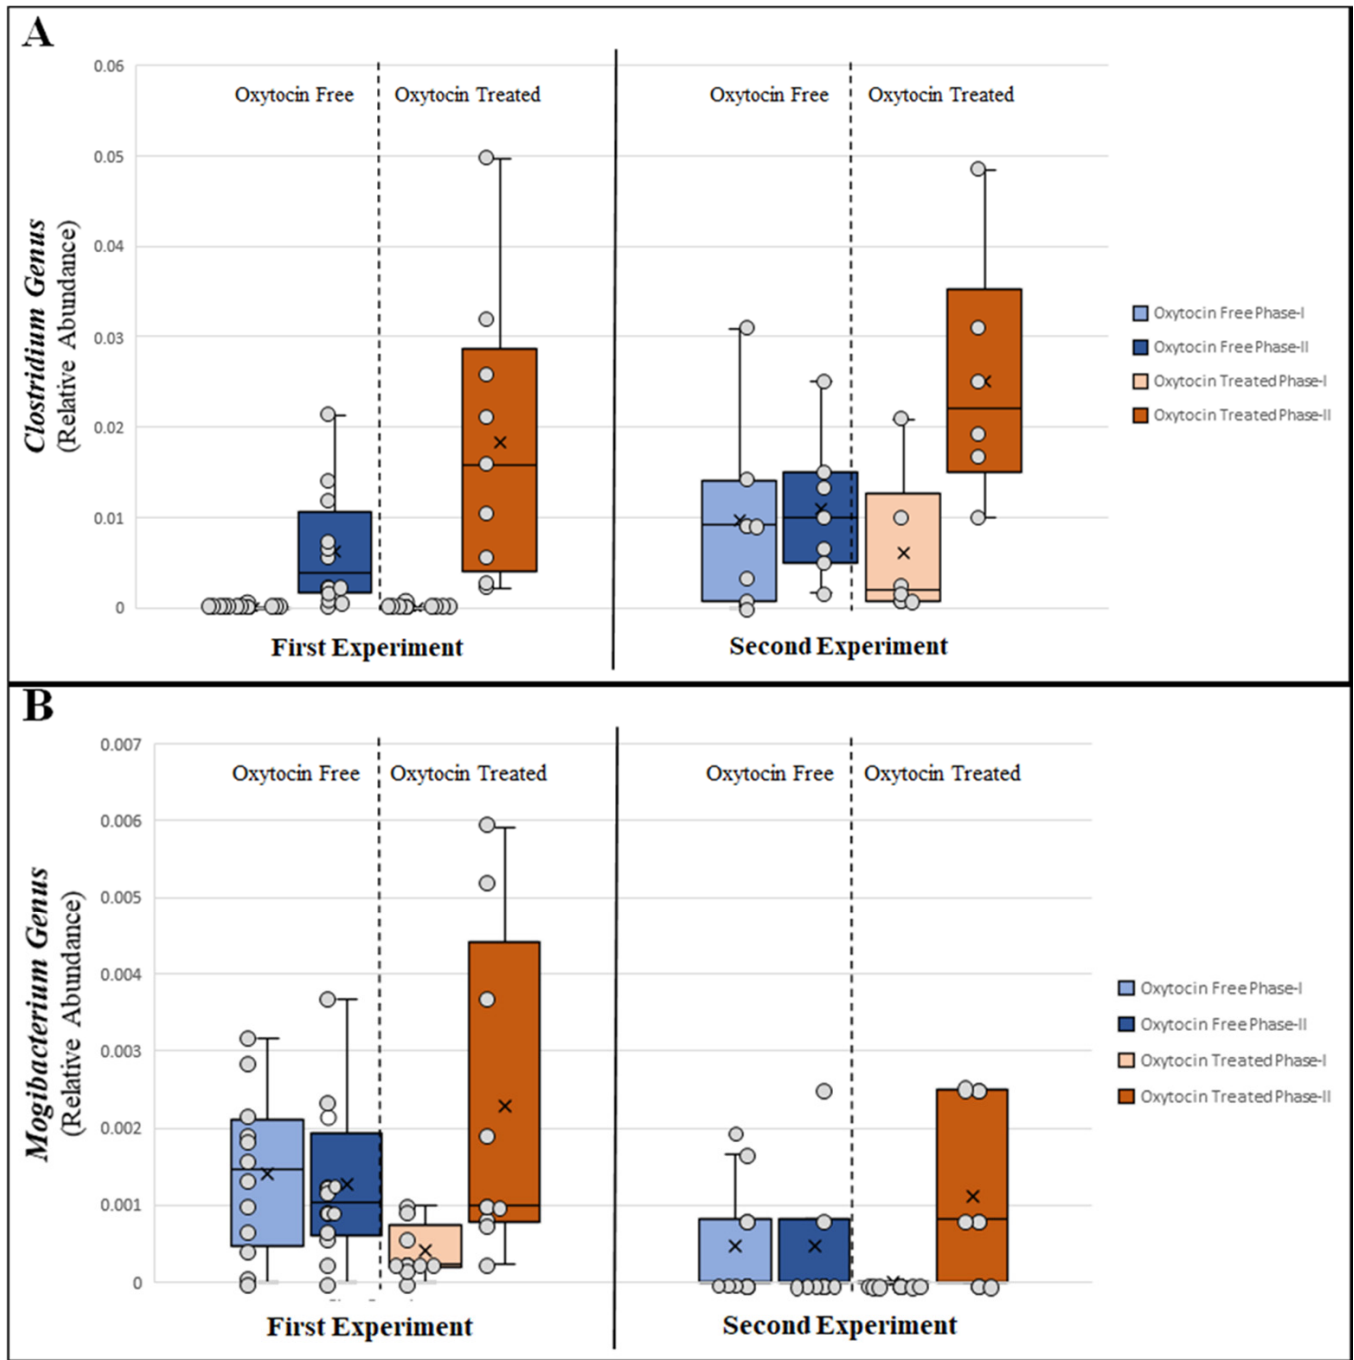 A
0.06
Oxytocin Free
Oxytocin Treated
Oxytocin Free
Oxytocin Treated
0.05
0.04
0.03
0.02
0.01
0
Clostridium Genus
(Relative Abundance)
Oxytocin Free Phase-I
Oxytocin Free Phase-II
Oxytocin Treated Phase-I
Oxytocin Treated Phase-II
First Experiment
Second Experiment
B
0.007
Oxytocin Free
Oxytocin Treated
Oxytocin Free
Oxytocin Treated
0.006
0.005
0.004
0.003
0.002
0.001
0
Mogibacterium Genus
(Relative Abundance)
Oxytocin Free Phase-I
Oxytocin Free Phase-II
Oxytocin Treated Phase-I
Oxytocin Treated Phase-II
First Experiment
Second Experiment